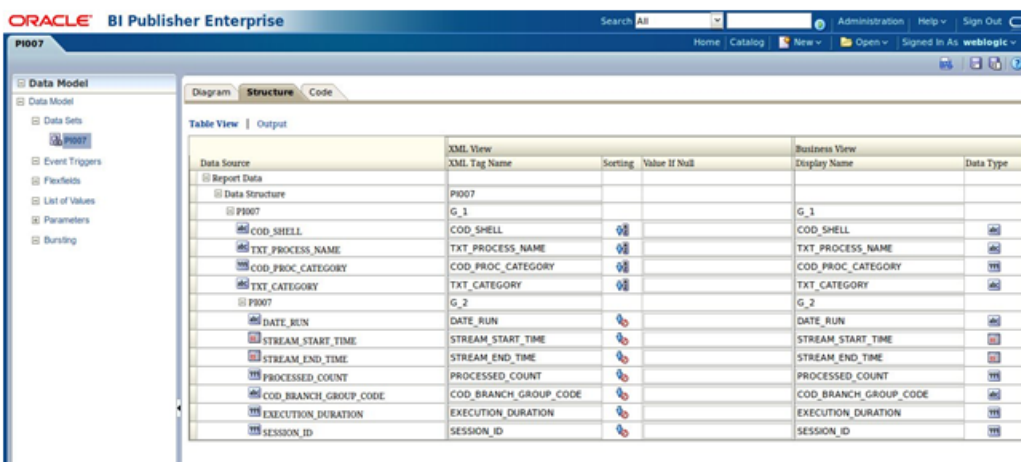 ORACLE BI Publisher Enterprise Search All Administration Help Sign Out
PI007 Home Catalog New Open Signed In As weblogic
Data Model
Diagram Structure Code
Data Model
Data Sets
Table View | Output
PI007
XML View Business View
Event Triggers
Data Source XML Tag Name Sorting Value If Null Display Name Data Type
Flexfields
Report Data
List of Values
Data Structure PI007
Parameters
PI007 G_1 G_1
Bursting
COD_SHELL COD_SHELL COD_SHELL
TXT_PROCESS_NAME TXT_PROCESS_NAME TXT_PROCESS_NAME
COD_PROC_CATEGORY COD_PROC_CATEGORY COD_PROC_CATEGORY
TXT_CATEGORY TXT_CATEGORY TXT_CATEGORY
PI007 G_2 G_2
DATE_RUN DATE_RUN DATE_RUN
STREAM_START_TIME STREAM_START_TIME STREAM_START_TIME
STREAM_END_TIME STREAM_END_TIME STREAM_END_TIME
PROCESSED_COUNT PROCESSED_COUNT PROCESSED_COUNT
COD_BRANCH_GROUP_CODE COD_BRANCH_GROUP_CODE COD_BRANCH_GROUP_CODE
EXECUTION_DURATION EXECUTION_DURATION EXECUTION_DURATION
SESSION_ID SESSION_ID SESSION_ID